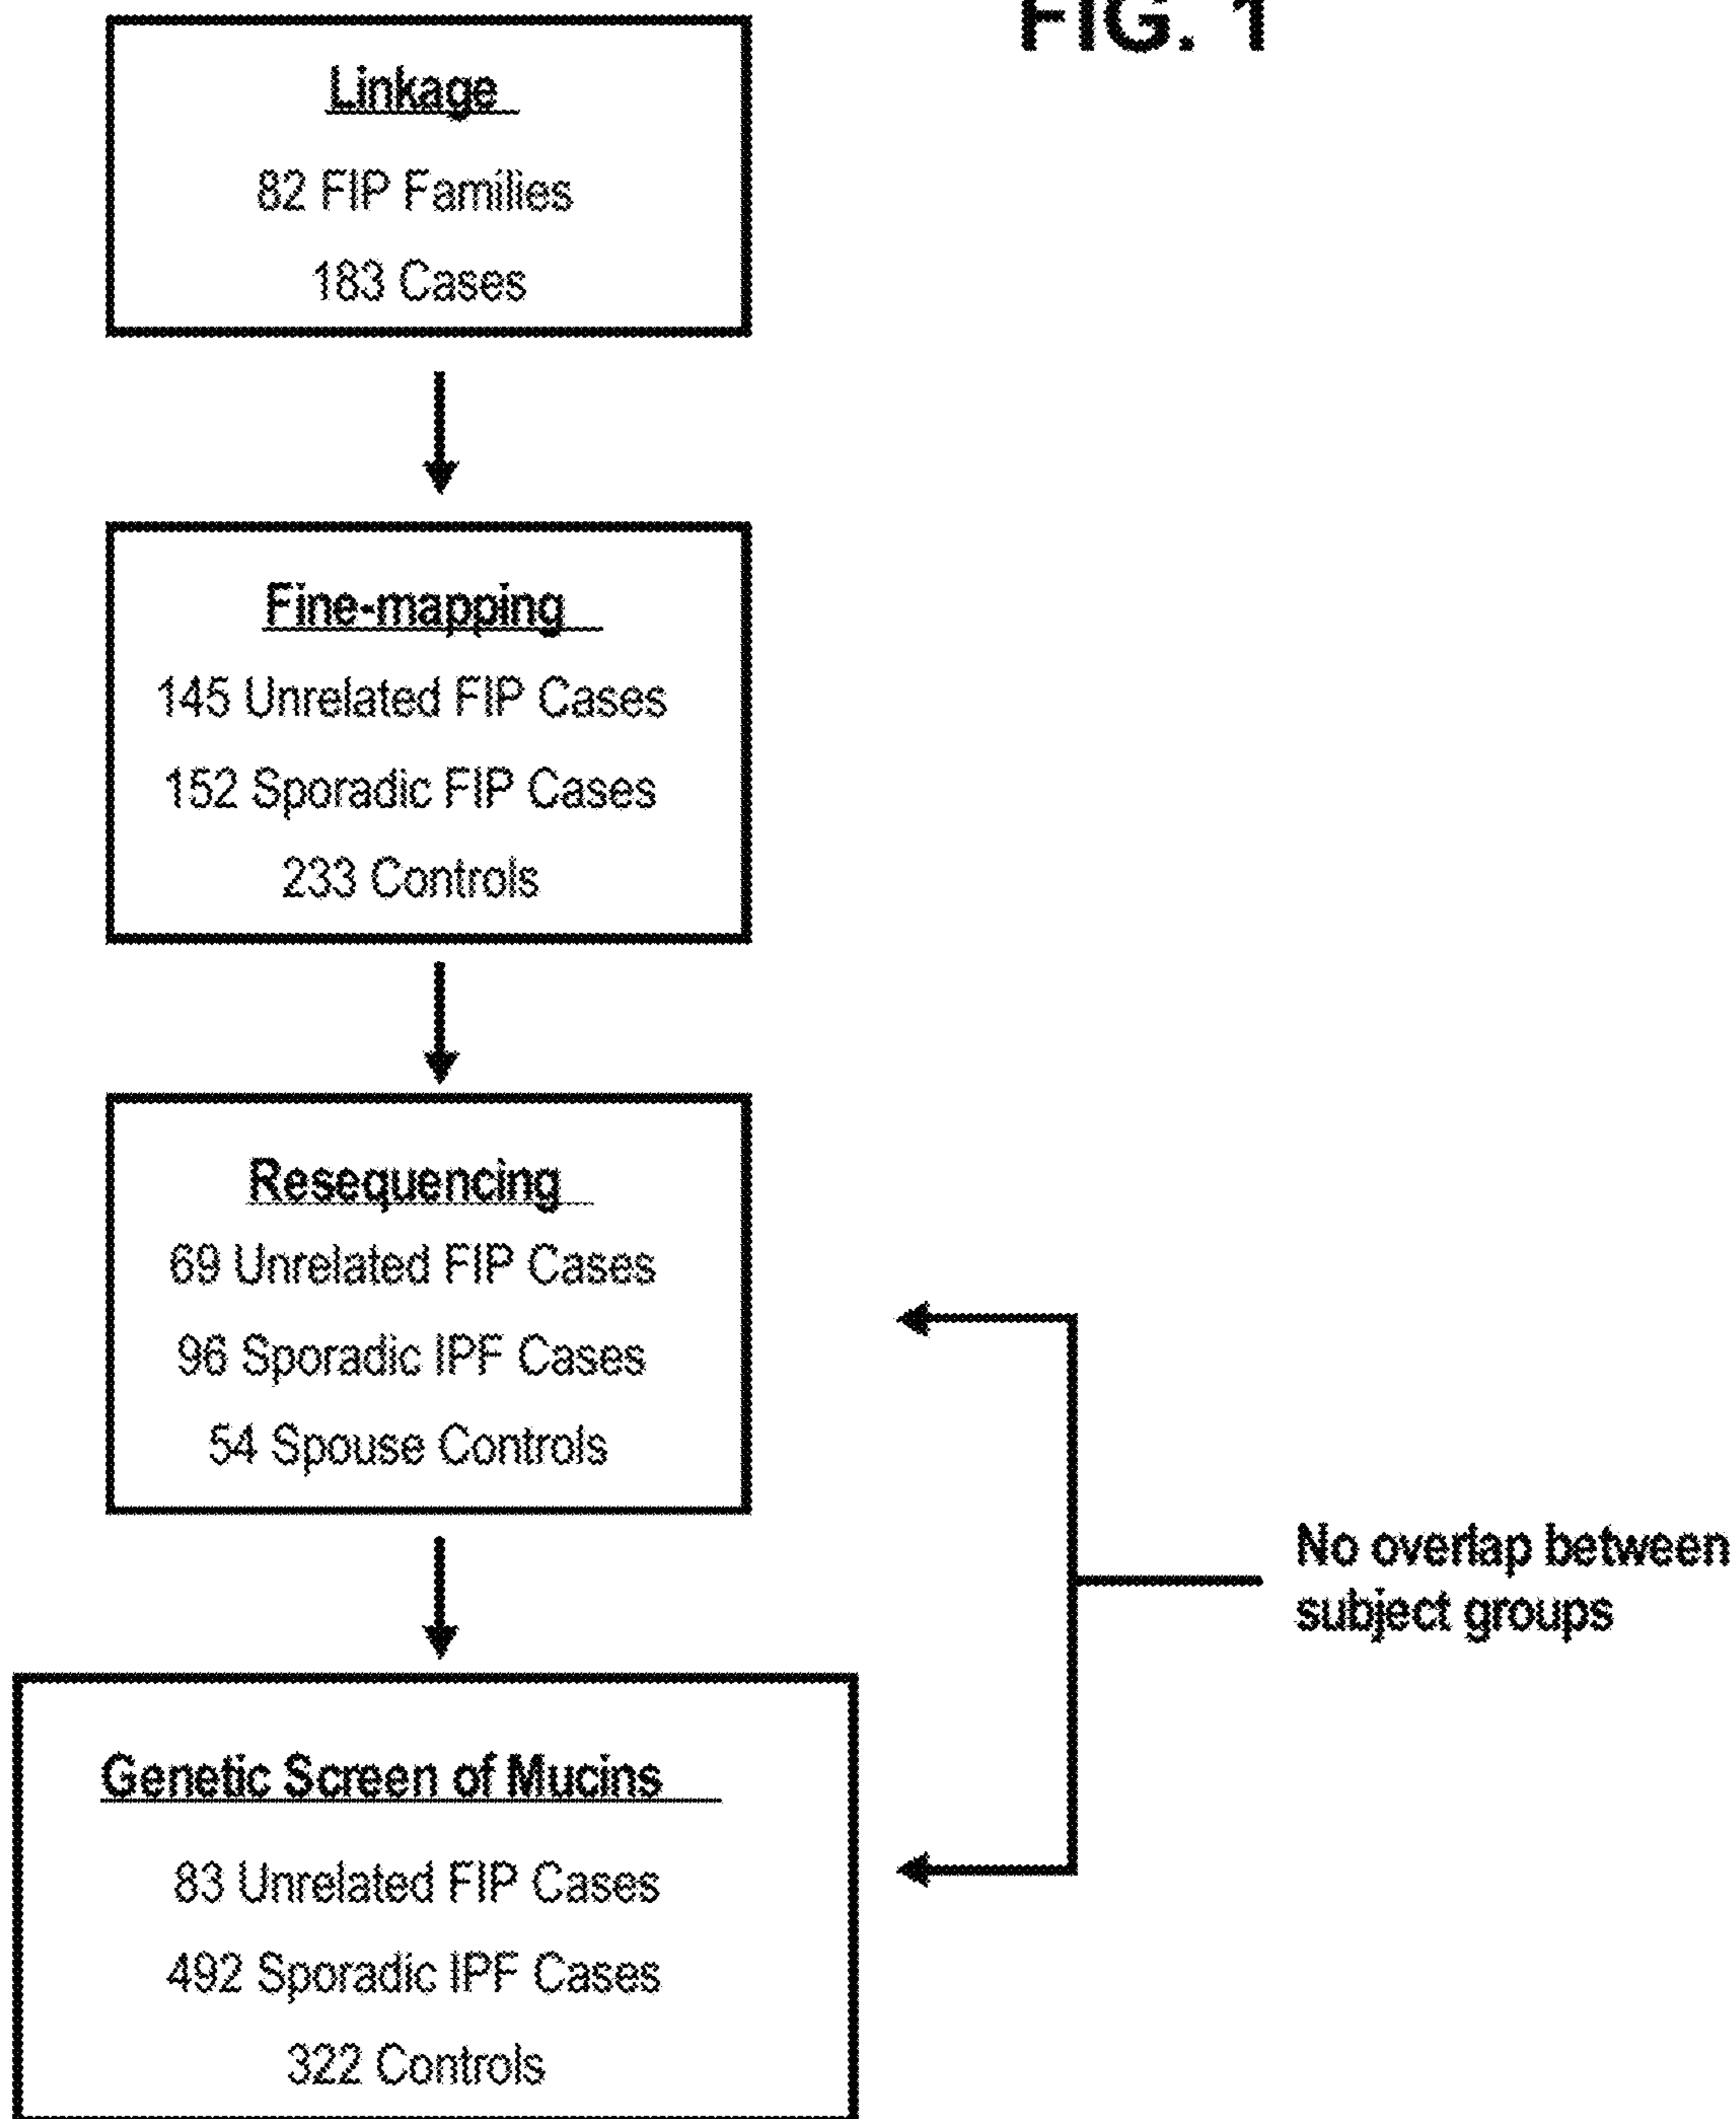 FIG. 1
Linkage
82 FIP Families
183 Cases
Fine-mapping
145 Unrelated FIP Cases
152 Sporadic FIP Cases
233 Controls
Resequencing
69 Unrelated FIP Cases
96 Sporadic IPF Cases
54 Spouse Controls
No overlap between
subject groups
Genetic Screen of Mucins
83 Unrelated FIP Cases
492 Sporadic IPF Cases
322 Controls